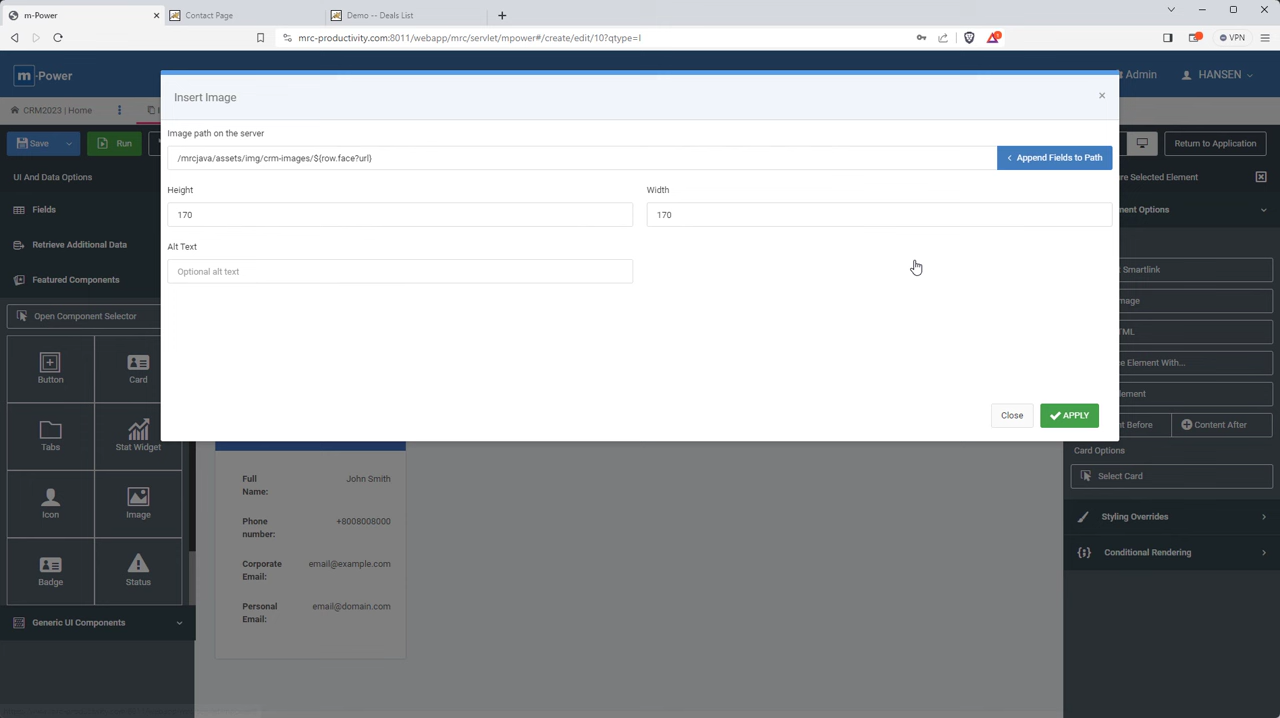 m-Power
Contact Page
Demo -- Deals List
mrc-productivity.com:8011/webapp/mrc/servlet/mpower#/create/edit/10?qtype=I
VPN
m-Power
Admin
HANSEN
CRM2023 | Home
Save
Run
Return to Application
UI And Data Options
Fields
Retrieve Additional Data
Featured Components
Open Component Selector
Button
Card
Tabs
Stat Widget
Icon
Image
Badge
Status
Generic UI Components
Insert Image
Image path on the server
/mrcjava/assets/img/crm-images/${row.face?url}
Append Fields to Path
Height
Width
170
170
Alt Text
Optional alt text
Close
APPLY
Full Name:
John Smith
Phone number:
+8008008000
Corporate Email:
email@example.com
Personal Email:
email@domain.com
Selected Element
Options
Smartlink
Element With...
Content After
Card Options
Select Card
Styling Overrides
Conditional Rendering